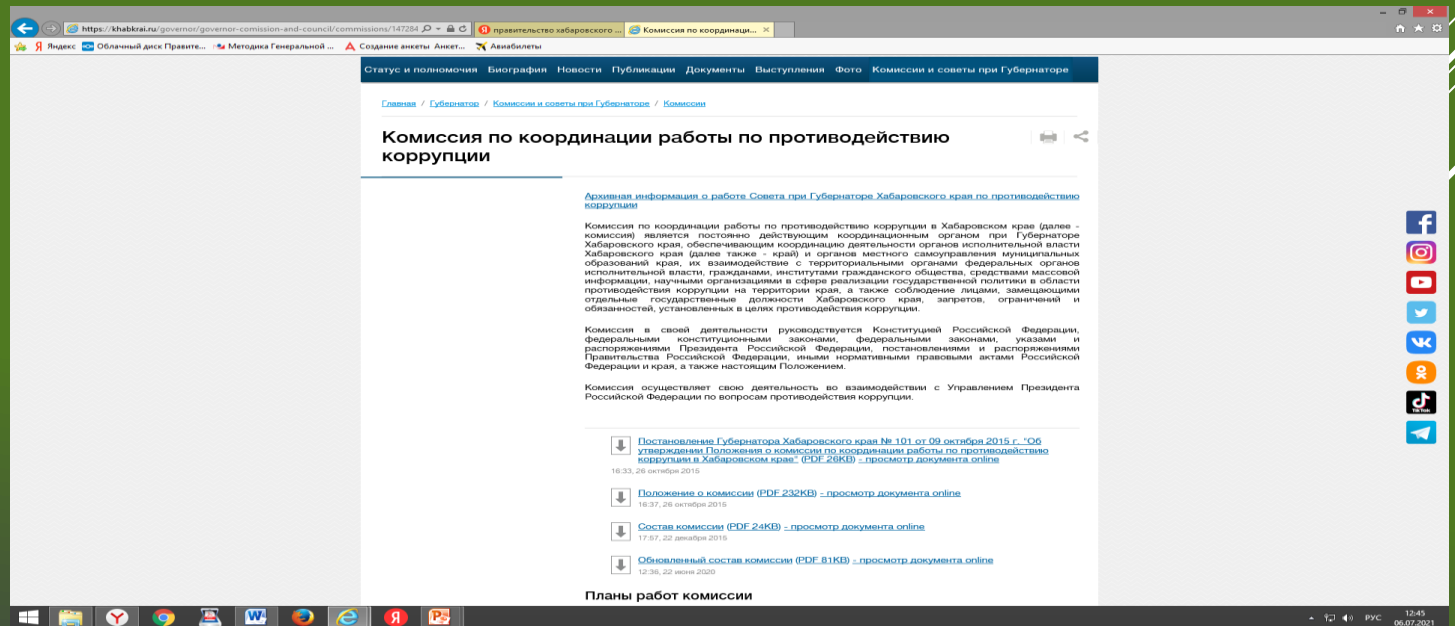 https://khabkrai.ru/governor/governor-comission-and-council/commissions/147284
правительство хабаровского ...
Комиссия по координаци...
Яндекс
Облачный диск Правите...
Методика Генеральной ...
Создание анкеты Анкет...
Авиабилеты
Статус и полномочия Биография Новости Публикации Документы Выступления Фото Комиссии и советы при Губернаторе
Главная / Губернатор / Комиссии и советы при Губернаторе / Комиссии
Комиссия по координации работы по противодействию
коррупции
Архивная информация о работе Совета при Губернаторе Хабаровского края по противодействию
коррупции
Комиссия по координации работы по противодействию коррупции в Хабаровском крае (далее -
комиссия) является постоянно действующим координационным органом при Губернаторе
Хабаровского края, обеспечивающим координацию деятельности органов исполнительной власти
Хабаровского края (далее также - край) и органов местного самоуправления муниципальных
образований края, их взаимодействие с территориальными органами федеральных органов
исполнительной власти, гражданами, институтами гражданского общества, средствами массовой
информации, научными организациями в сфере реализации государственной политики в области
противодействия коррупции на территории края, а также соблюдение лицами, замещающими
отдельные государственные должности Хабаровского края, запретов, ограничений и
обязанностей, установленных в целях противодействия коррупции.
Комиссия в своей деятельности руководствуется Конституцией Российской Федерации,
федеральными конституционными законами, федеральными законами, указами и
распоряжениями Президента Российской Федерации, постановлениями и распоряжениями
Правительства Российской Федерации, иными нормативными правовыми актами Российской
Федерации и края, а также настоящим Положением.
Комиссия осуществляет свою деятельность во взаимодействии с Управлением Президента
Российской Федерации по вопросам противодействия коррупции.
Постановление Губернатора Хабаровского края № 101 от 09 октября 2015 г. "Об
утверждении Положения о комиссии по координации работы по противодействию
коррупции в Хабаровском крае" (PDF 26KB) - просмотр документа online
16:33, 26 октября 2015
Положение о комиссии (PDF 232KB) - просмотр документа online
16:37, 26 октября 2015
Состав комиссии (PDF 24KB) - просмотр документа online
17:57, 22 декабря 2015
Обновленный состав комиссии (PDF 81KB) - просмотр документа online
12:36, 22 июня 2020
Планы работ комиссии
РУС
12:45
06.07.2021